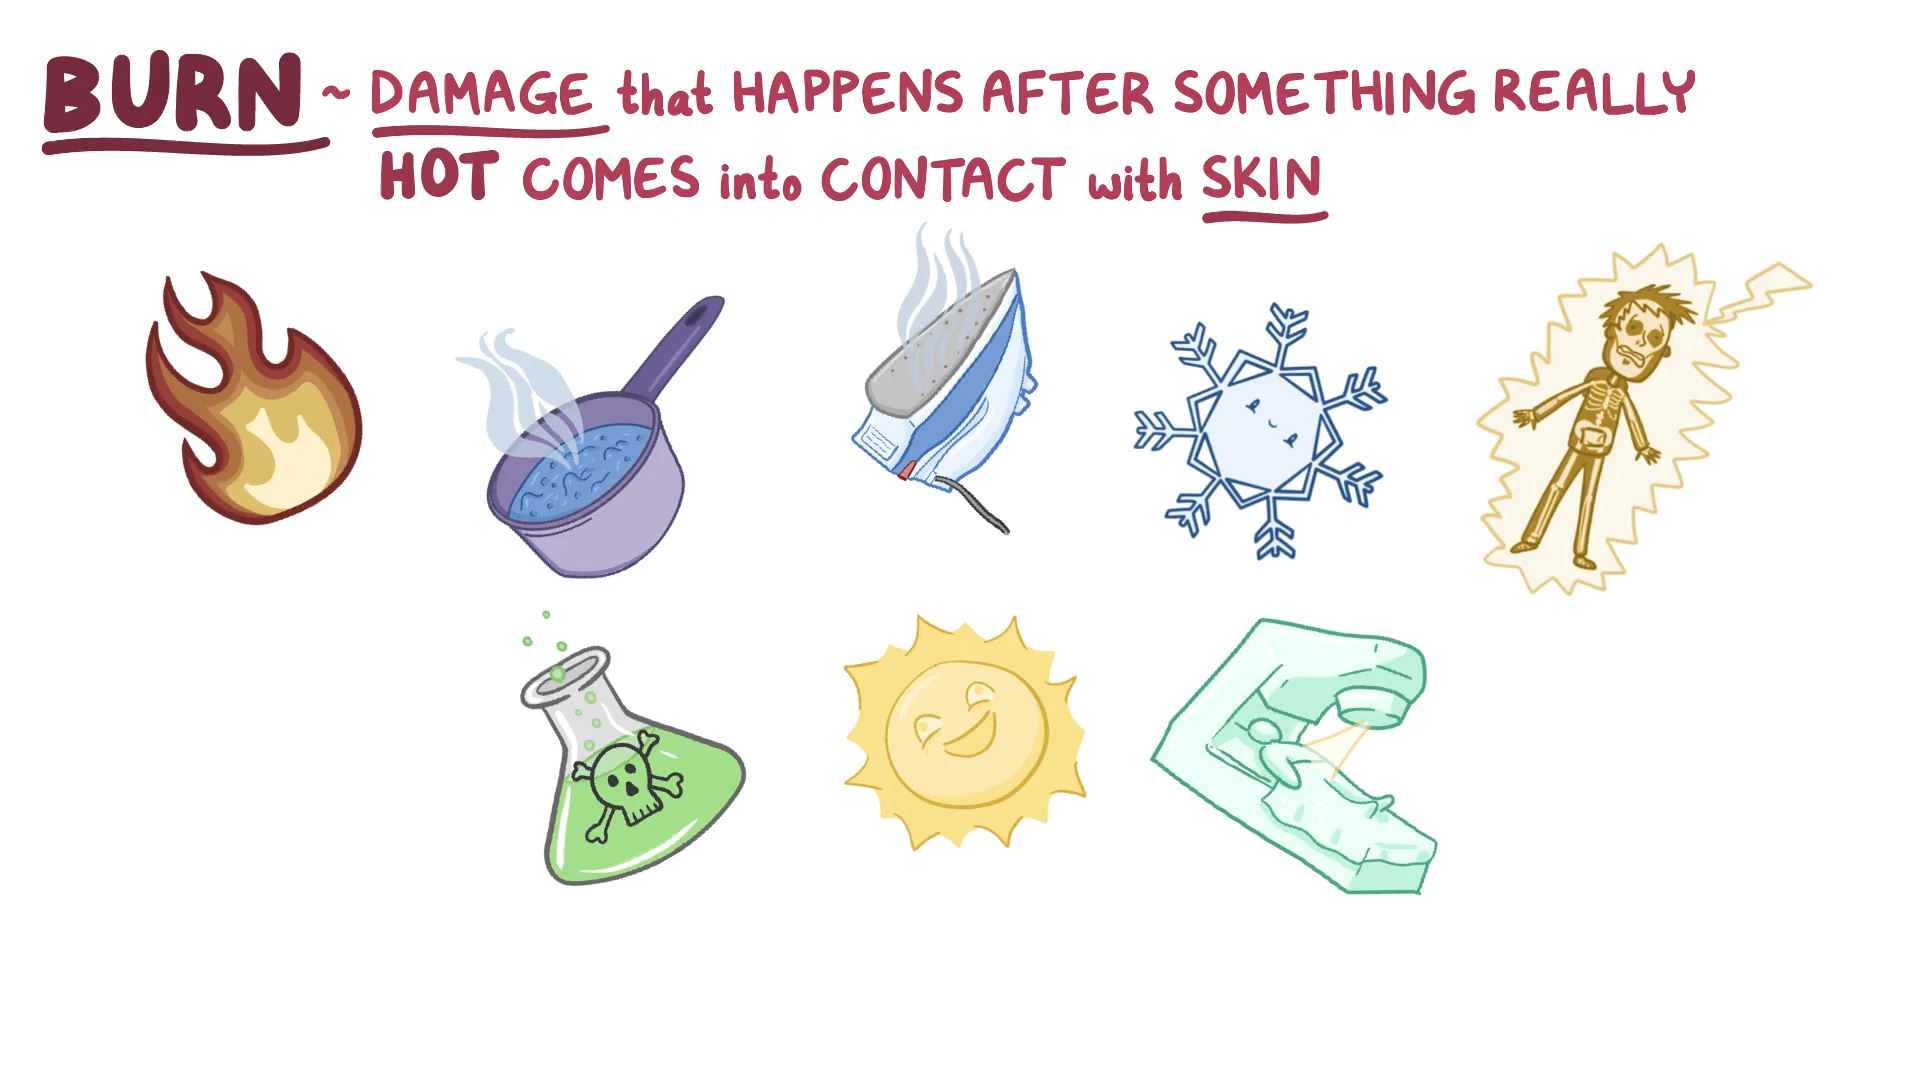 BURN ~ DAMAGE that HAPPENS AFTER SOMETHING REALLY
HOT COMES into CONTACT with SKIN